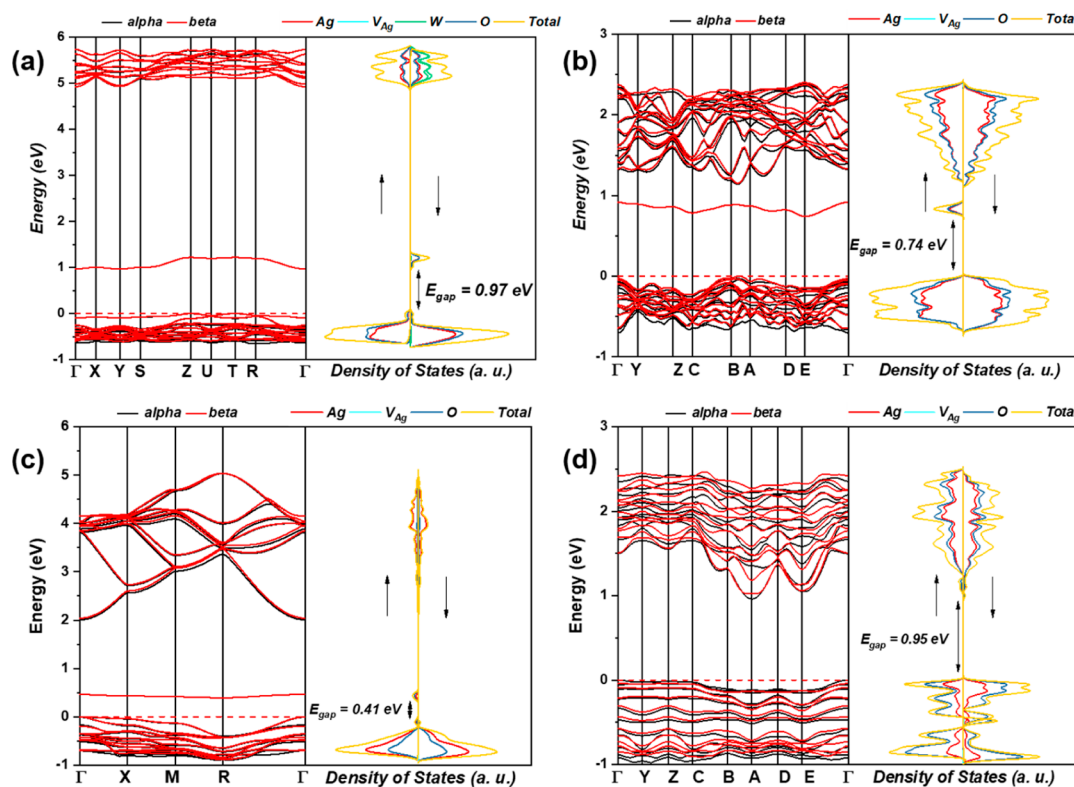 alpha beta Ag V_Ag W O Total
(a)
6
5
4
3
2
1
0
-1
Energy (eV)
E_gap = 0.97 eV
Γ X Y S Z U T R Γ Density of States (a. u.)
alpha beta Ag V_Ag O Total
(b)
3
2
1
0
-1
Energy (eV)
E_gap = 0.74 eV
Γ Y Z C B A D E Γ Density of States (a. u.)
alpha beta Ag V_Ag O Total
(c)
6
5
4
3
2
1
0
-1
Energy (eV)
E_gap = 0.41 eV
Γ X M R Γ Density of States (a. u.)
alpha beta Ag V_Ag O Total
(d)
3
2
1
0
-1
Energy (eV)
E_gap = 0.95 eV
Γ Y Z C B A D E Γ Density of States (a. u.)